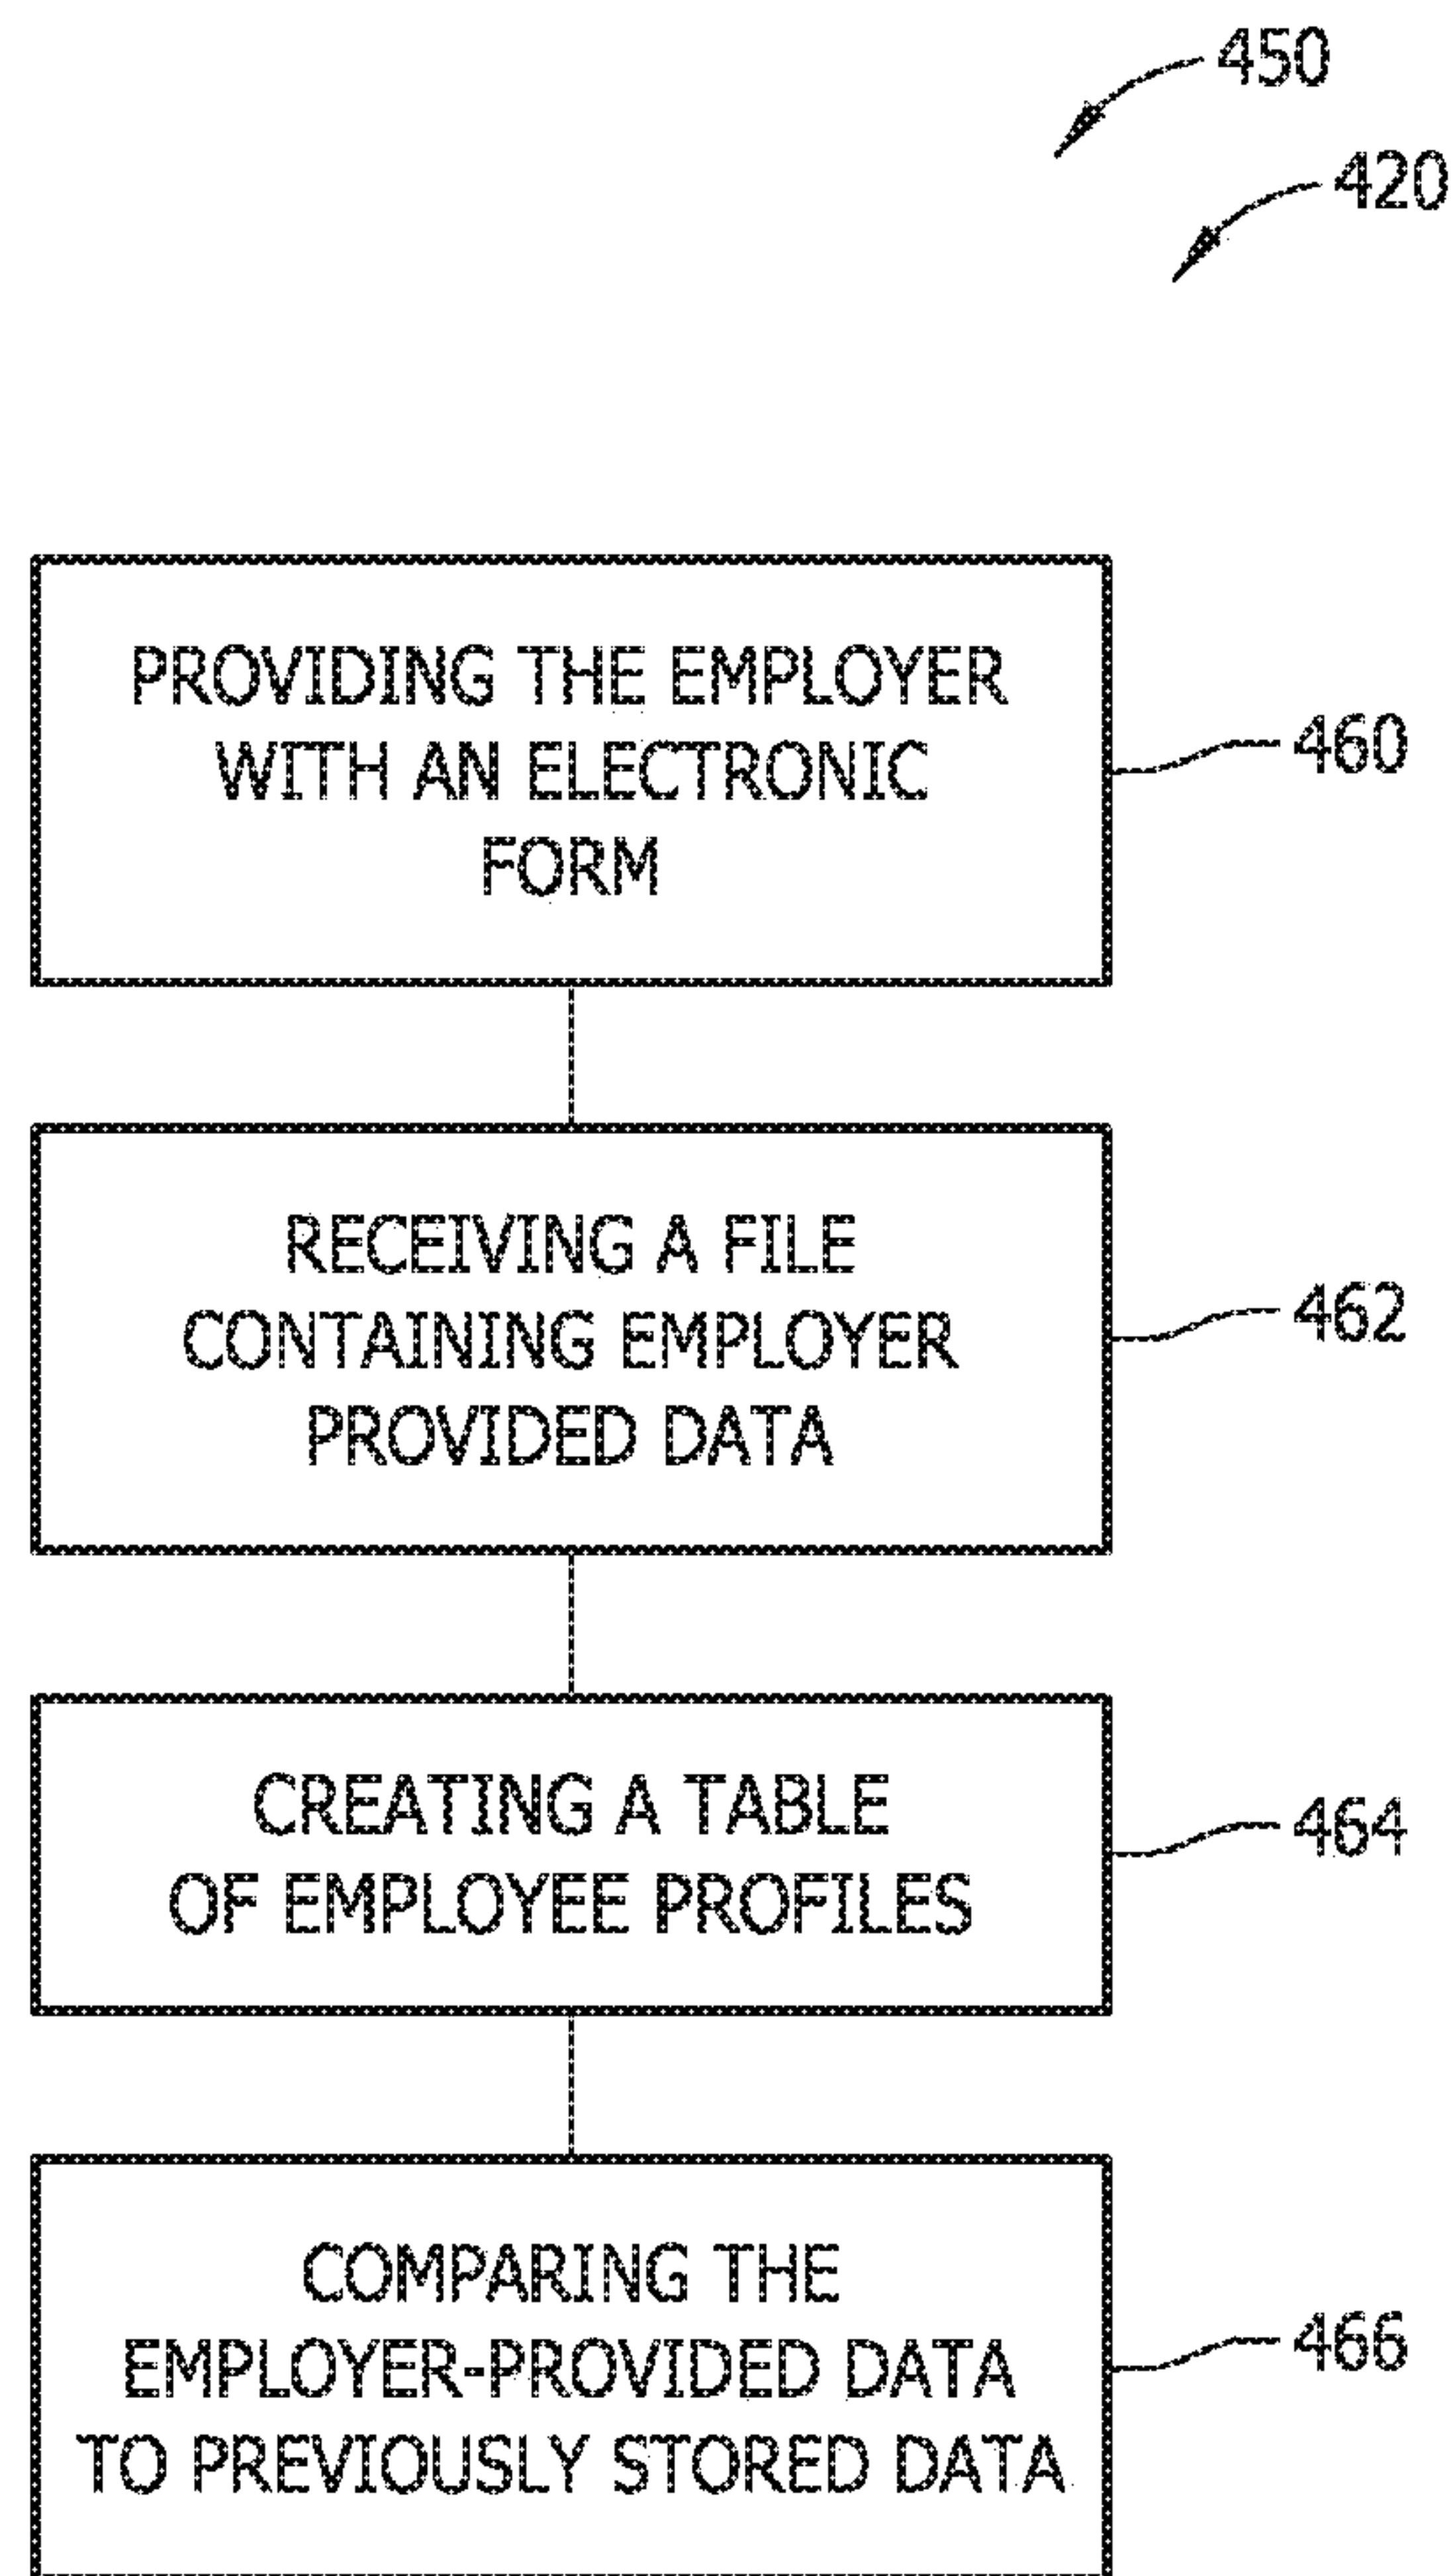 450
420
PROVIDING THE EMPLOYER
WITH AN ELECTRONIC
FORM
460
RECEIVING A FILE
CONTAINING EMPLOYER
PROVIDED DATA
462
CREATING A TABLE
OF EMPLOYEE PROFILES
464
COMPARING THE
EMPLOYER-PROVIDED DATA
TO PREVIOUSLY STORED DATA
466